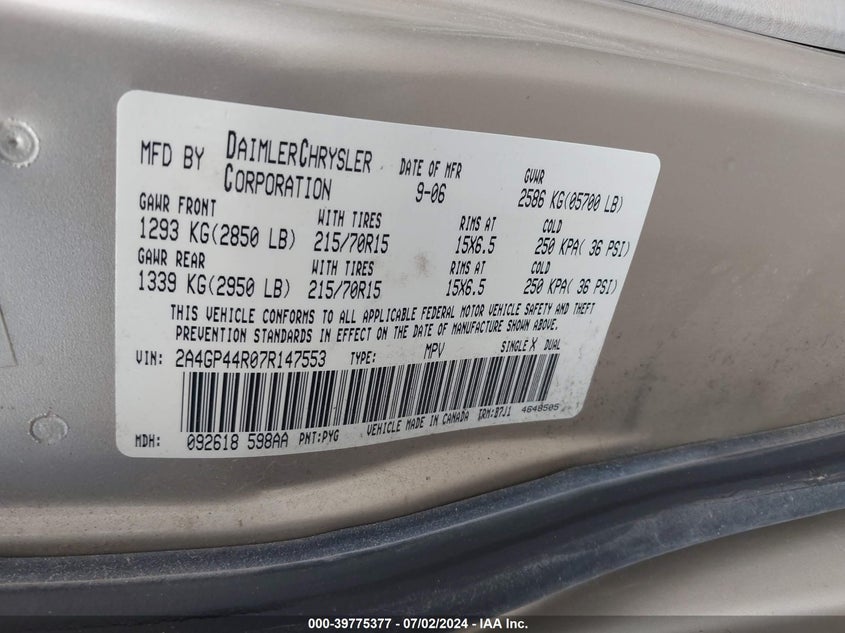 MFD BY DAIMLERCHRYSLER CORPORATION DATE OF MFR 9-06 GVWR 2586 KG(05700 LB)
GAWR FRONT WITH TIRES RIMS AT COLD
1293 KG(2850 LB) 215/70R15 15X6.5 250 KPA( 36 PSI)
GAWR REAR WITH TIRES RIMS AT COLD
1339 KG(2950 LB) 215/70R15 15X6.5 250 KPA( 36 PSI)
THIS VEHICLE CONFORMS TO ALL APPLICABLE FEDERAL MOTOR VEHICLE SAFETY AND THEFT
PREVENTION STANDARDS IN EFFECT ON THE DATE OF MANUFACTURE SHOWN ABOVE.
VIN: 2A4GP44R07R147553 TYPE: MPV SINGLE X DUAL
MDH: 092618 598AA PNT:PYG VEHICLE MADE IN CANADA TRM:B7J1 4648505
000-39775377 - 07/02/2024 - IAA Inc.